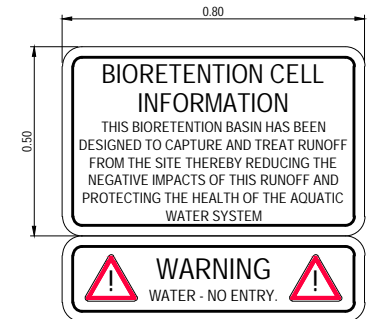 0.80
0.50
BIORETENTION CELL
INFORMATION
THIS BIORETENTION BASIN HAS BEEN
DESIGNED TO CAPTURE AND TREAT RUNOFF
FROM THE SITE THEREBY REDUCING THE
NEGATIVE IMPACTS OF THIS RUNOFF AND
PROTECTING THE HEALTH OF THE AQUATIC
WATER SYSTEM
! WARNING !
WATER - NO ENTRY.